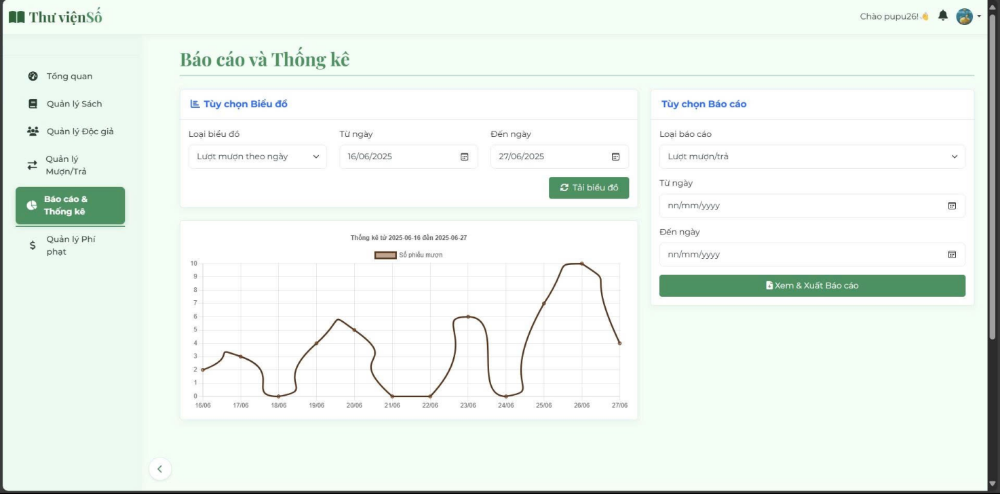 Thư việnSố
Chào pupu26!👋
Tổng quan
Quản lý Sách
Quản lý Độc giả
Quản lý
Mượn/Trả
Báo cáo &
Thống kê
Quản lý Phí
phạt
Báo cáo và Thống kê
Tùy chọn Biểu đồ
Loại biểu đồ
Từ ngày
Đến ngày
Lượt mượn theo ngày
16/06/2025
27/06/2025
Tải biểu đồ
Thống kê từ 2025-06-16 đến 2025-06-27
Số phiếu mượn
10
9
8
7
6
5
4
3
2
1
0
16/06 17/06 18/06 19/06 20/06 21/06 22/06 23/06 24/06 25/06 26/06 27/06
Tùy chọn Báo cáo
Loại báo cáo
Lượt mượn/trả
Từ ngày
nn/mm/yyyy
Đến ngày
nn/mm/yyyy
Xem & Xuất Báo cáo